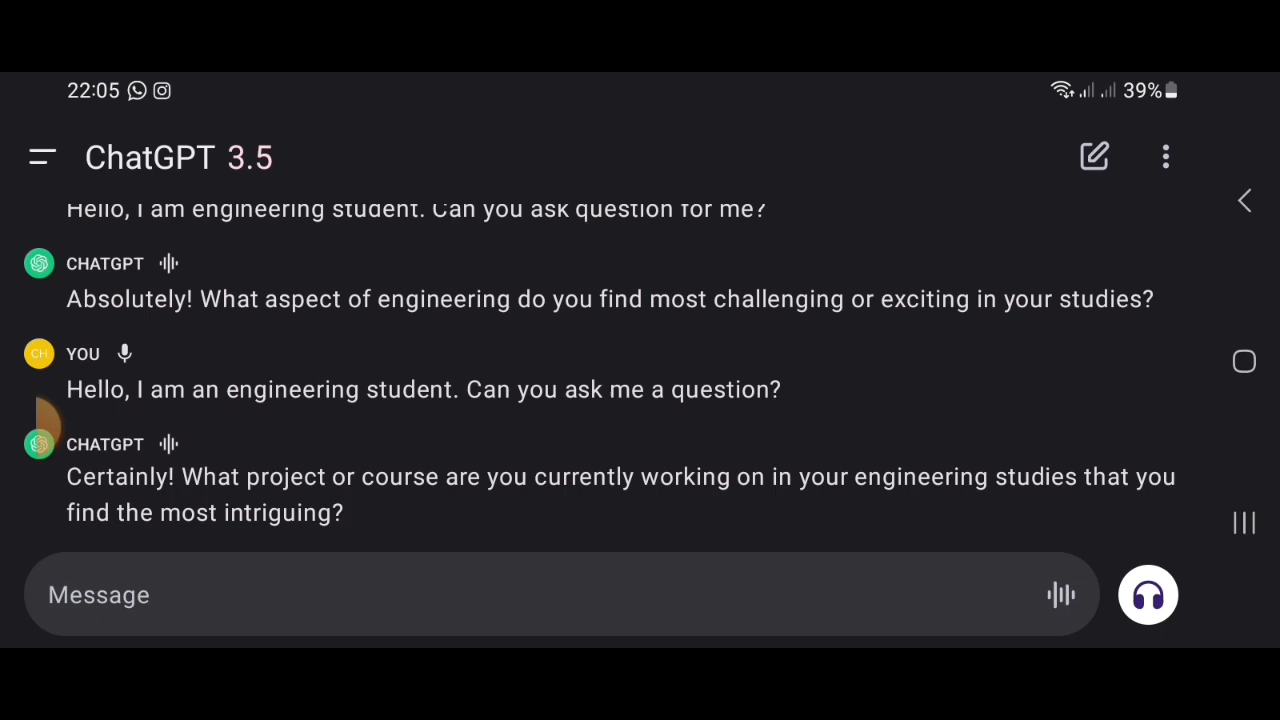 22:05
39%
ChatGPT 3.5
Hello, I am engineering student. Can you ask question for me?
CHATGPT
Absolutely! What aspect of engineering do you find most challenging or exciting in your studies?
CH YOU
Hello, I am an engineering student. Can you ask me a question?
CHATGPT
Certainly! What project or course are you currently working on in your engineering studies that you
find the most intriguing?
Message